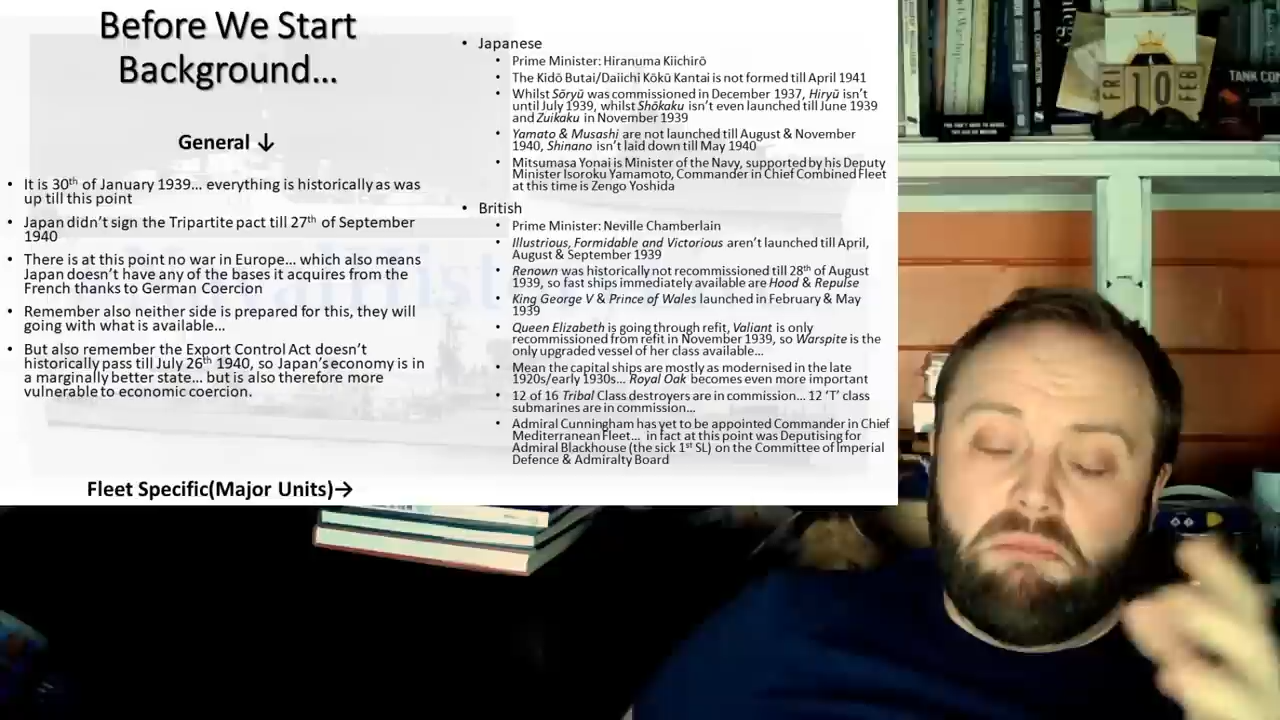 Before We Start
Background...
General ↓
• It is 30th of January 1939... everything is historically as was
up till this point
• Japan didn't sign the Tripartite pact till 27th of September
1940
• There is at this point no war in Europe... which also means
Japan doesn't have any of the bases it acquires from the
French thanks to German Coercion
• Remember also neither side is prepared for this, they will
going with what is available...
• But also remember the Export Control Act doesn't
historically pass till July 26th 1940, so Japan's economy is in
a marginally better state... but is also therefore more
vulnerable to economic coercion.
Fleet Specific(Major Units)→
• Japanese
• Prime Minister: Hiranuma Kiichirō
• The Kidō Butai/Daiichi Kōkū Kantai is not formed till April 1941
• Whilst Sōryū was commissioned in December 1937, Hiryū isn't
until July 1939, whilst Shōkaku isn't even launched till June 1939
and Zuikaku in November 1939
• Yamato & Musashi are not launched till August & November
1940, Shinano isn't laid down till May 1940
• Mitsumasa Yonai is Minister of the Navy, supported by his Deputy
Minister Isoroku Yamamoto, Commander in Chief Combined Fleet
at this time is Zengo Yoshida
• British
• Prime Minister: Neville Chamberlain
• Illustrious, Formidable and Victorious aren't launched till April,
August & September 1939
• Renown was historically not recommissioned till 28th of August
1939, so fast ships immediately available are Hood & Repulse
• King George V & Prince of Wales launched in February & May
1939
• Queen Elizabeth is going through refit, Valiant is only
recommissioned from refit in November 1939, so Warspite is the
only upgraded vessel of her class available...
• Mean the capital ships are mostly as modernised in the late
1920s/early 1930s... Royal Oak becomes even more important
• 12 of 16 Tribal Class destroyers are in commission... 12 'T' class
submarines are in commission...
• Admiral Cunningham has yet to be appointed Commander in Chief
Mediterranean Fleet... in fact at this point was Deputising for
Admiral Blackhouse (the sick 1st SL) on the Committee of Imperial
Defence & Admiralty Board
FRI 10 FEB
TANK